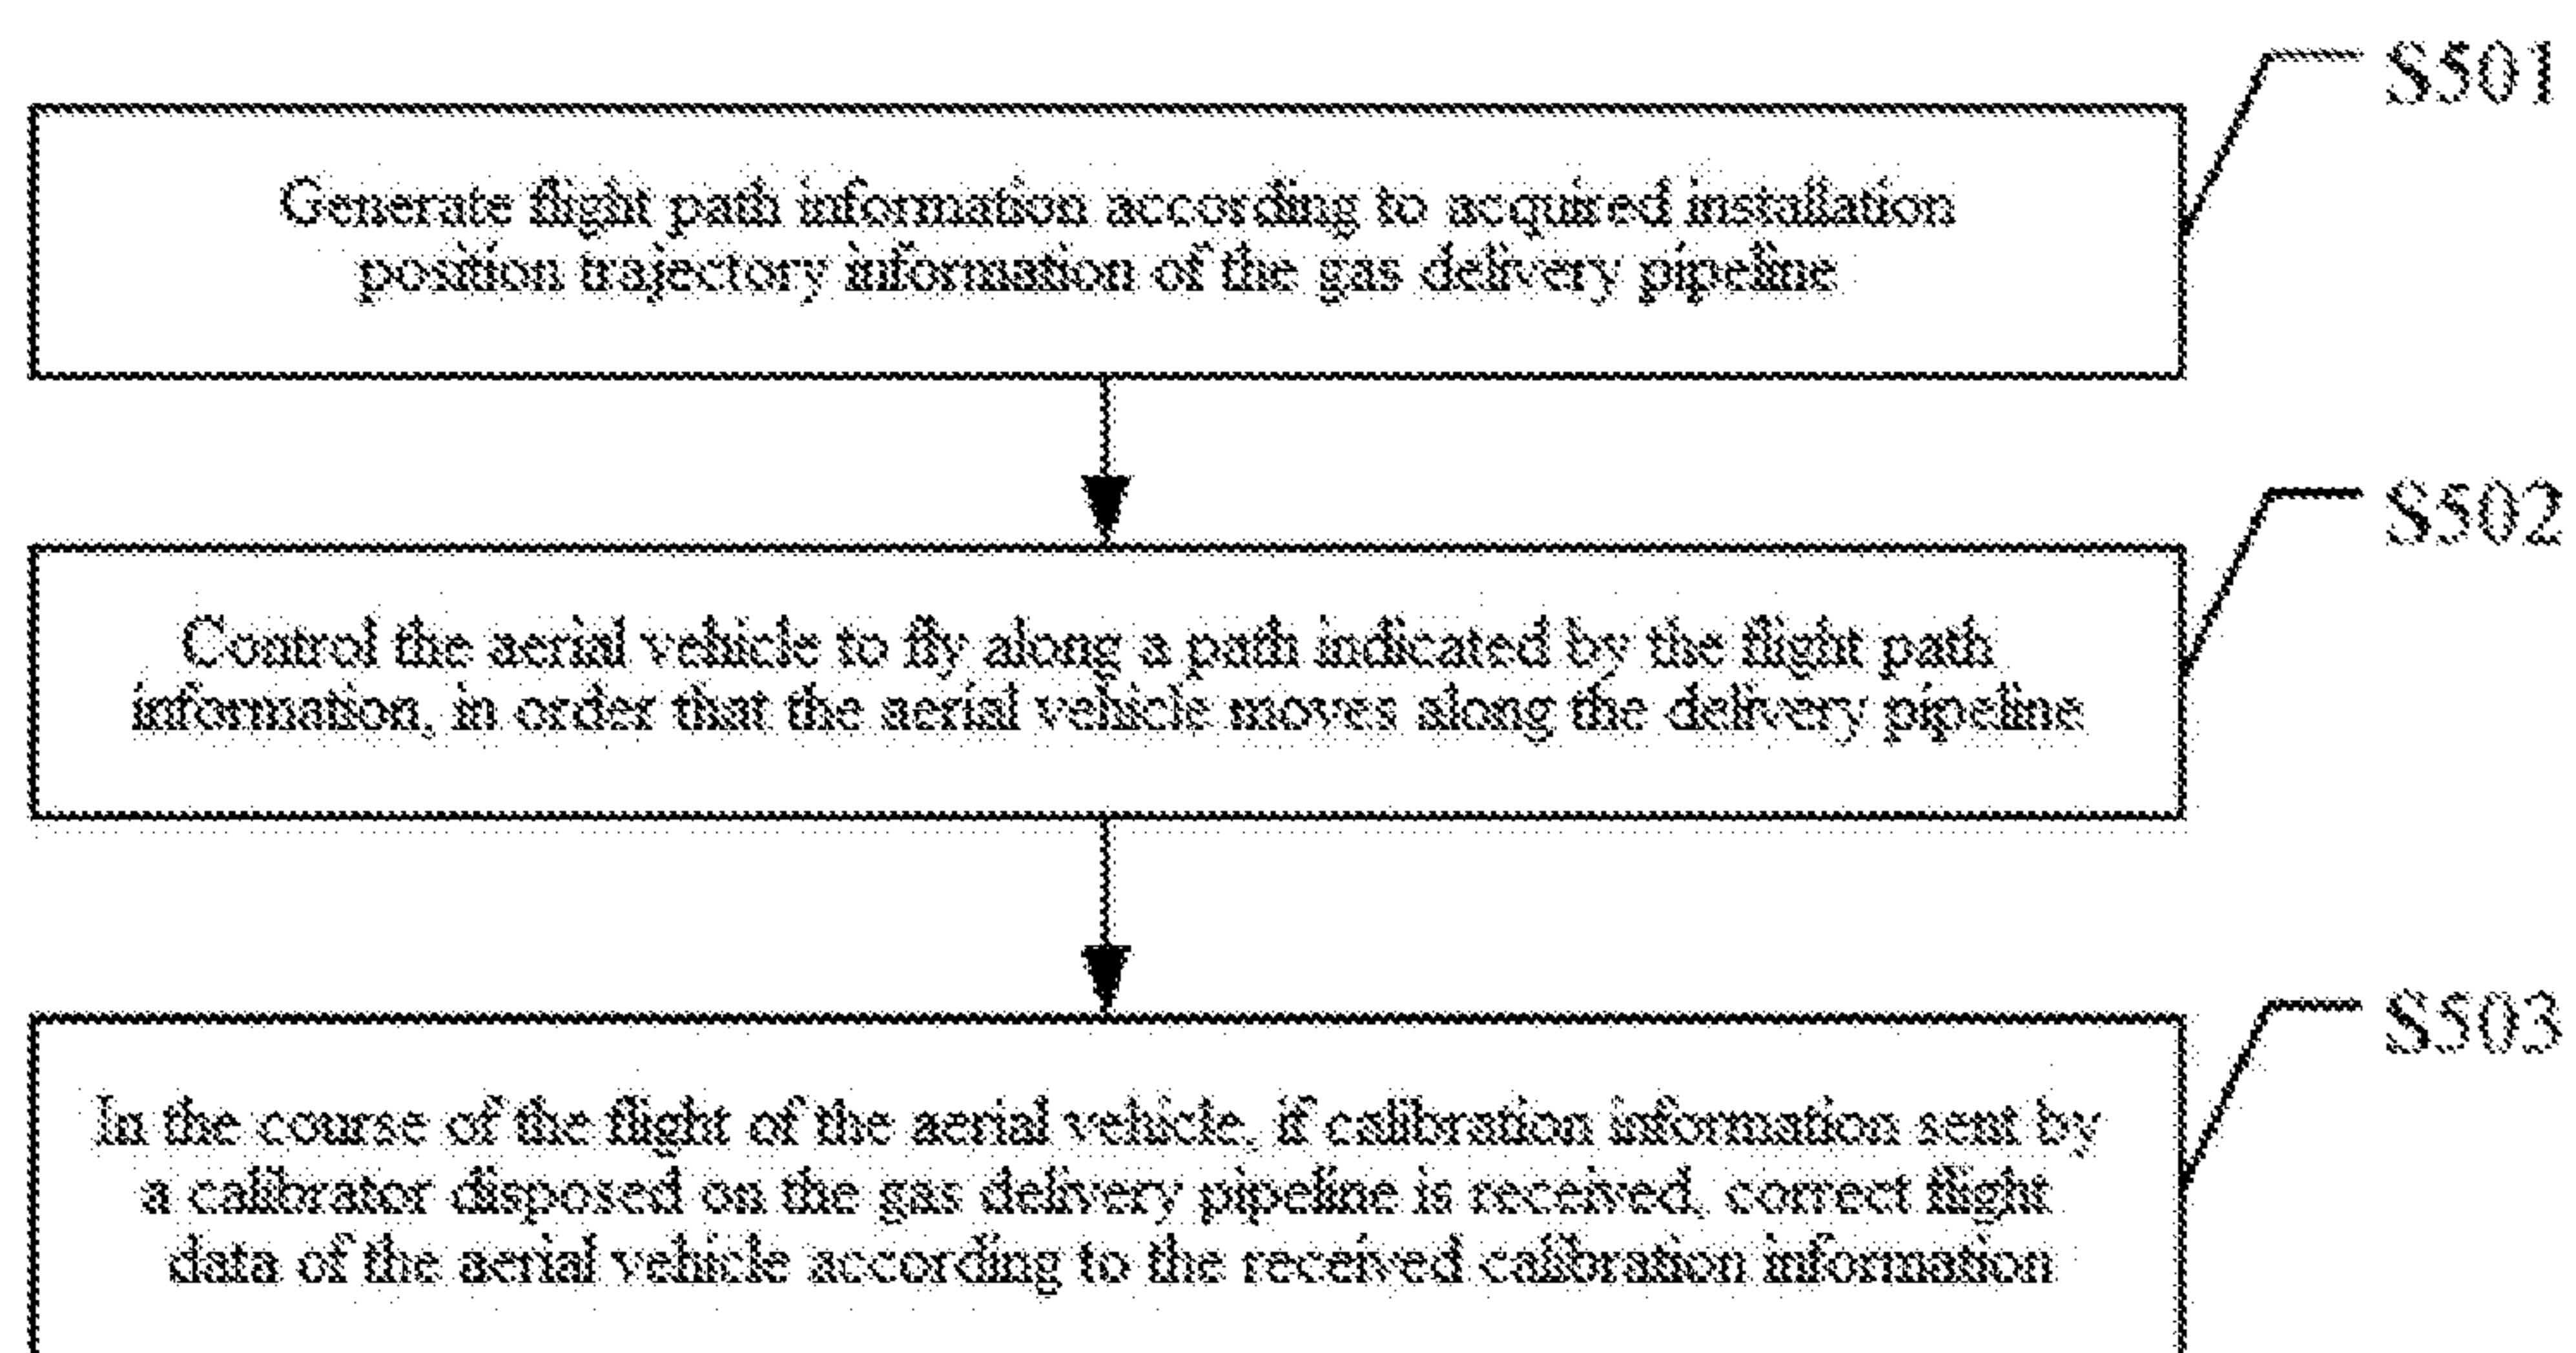 S501
Generate flight path information according to acquired installation
position trajectory information of the gas delivery pipeline
S502
Control the aerial vehicle to fly along a path indicated by the flight path
information, in order that the aerial vehicle moves along the delivery pipeline
S503
In the course of the flight of the aerial vehicle, if calibration information sent by
a calibrator disposed on the gas delivery pipeline is received, correct flight
data of the aerial vehicle according to the received calibration information